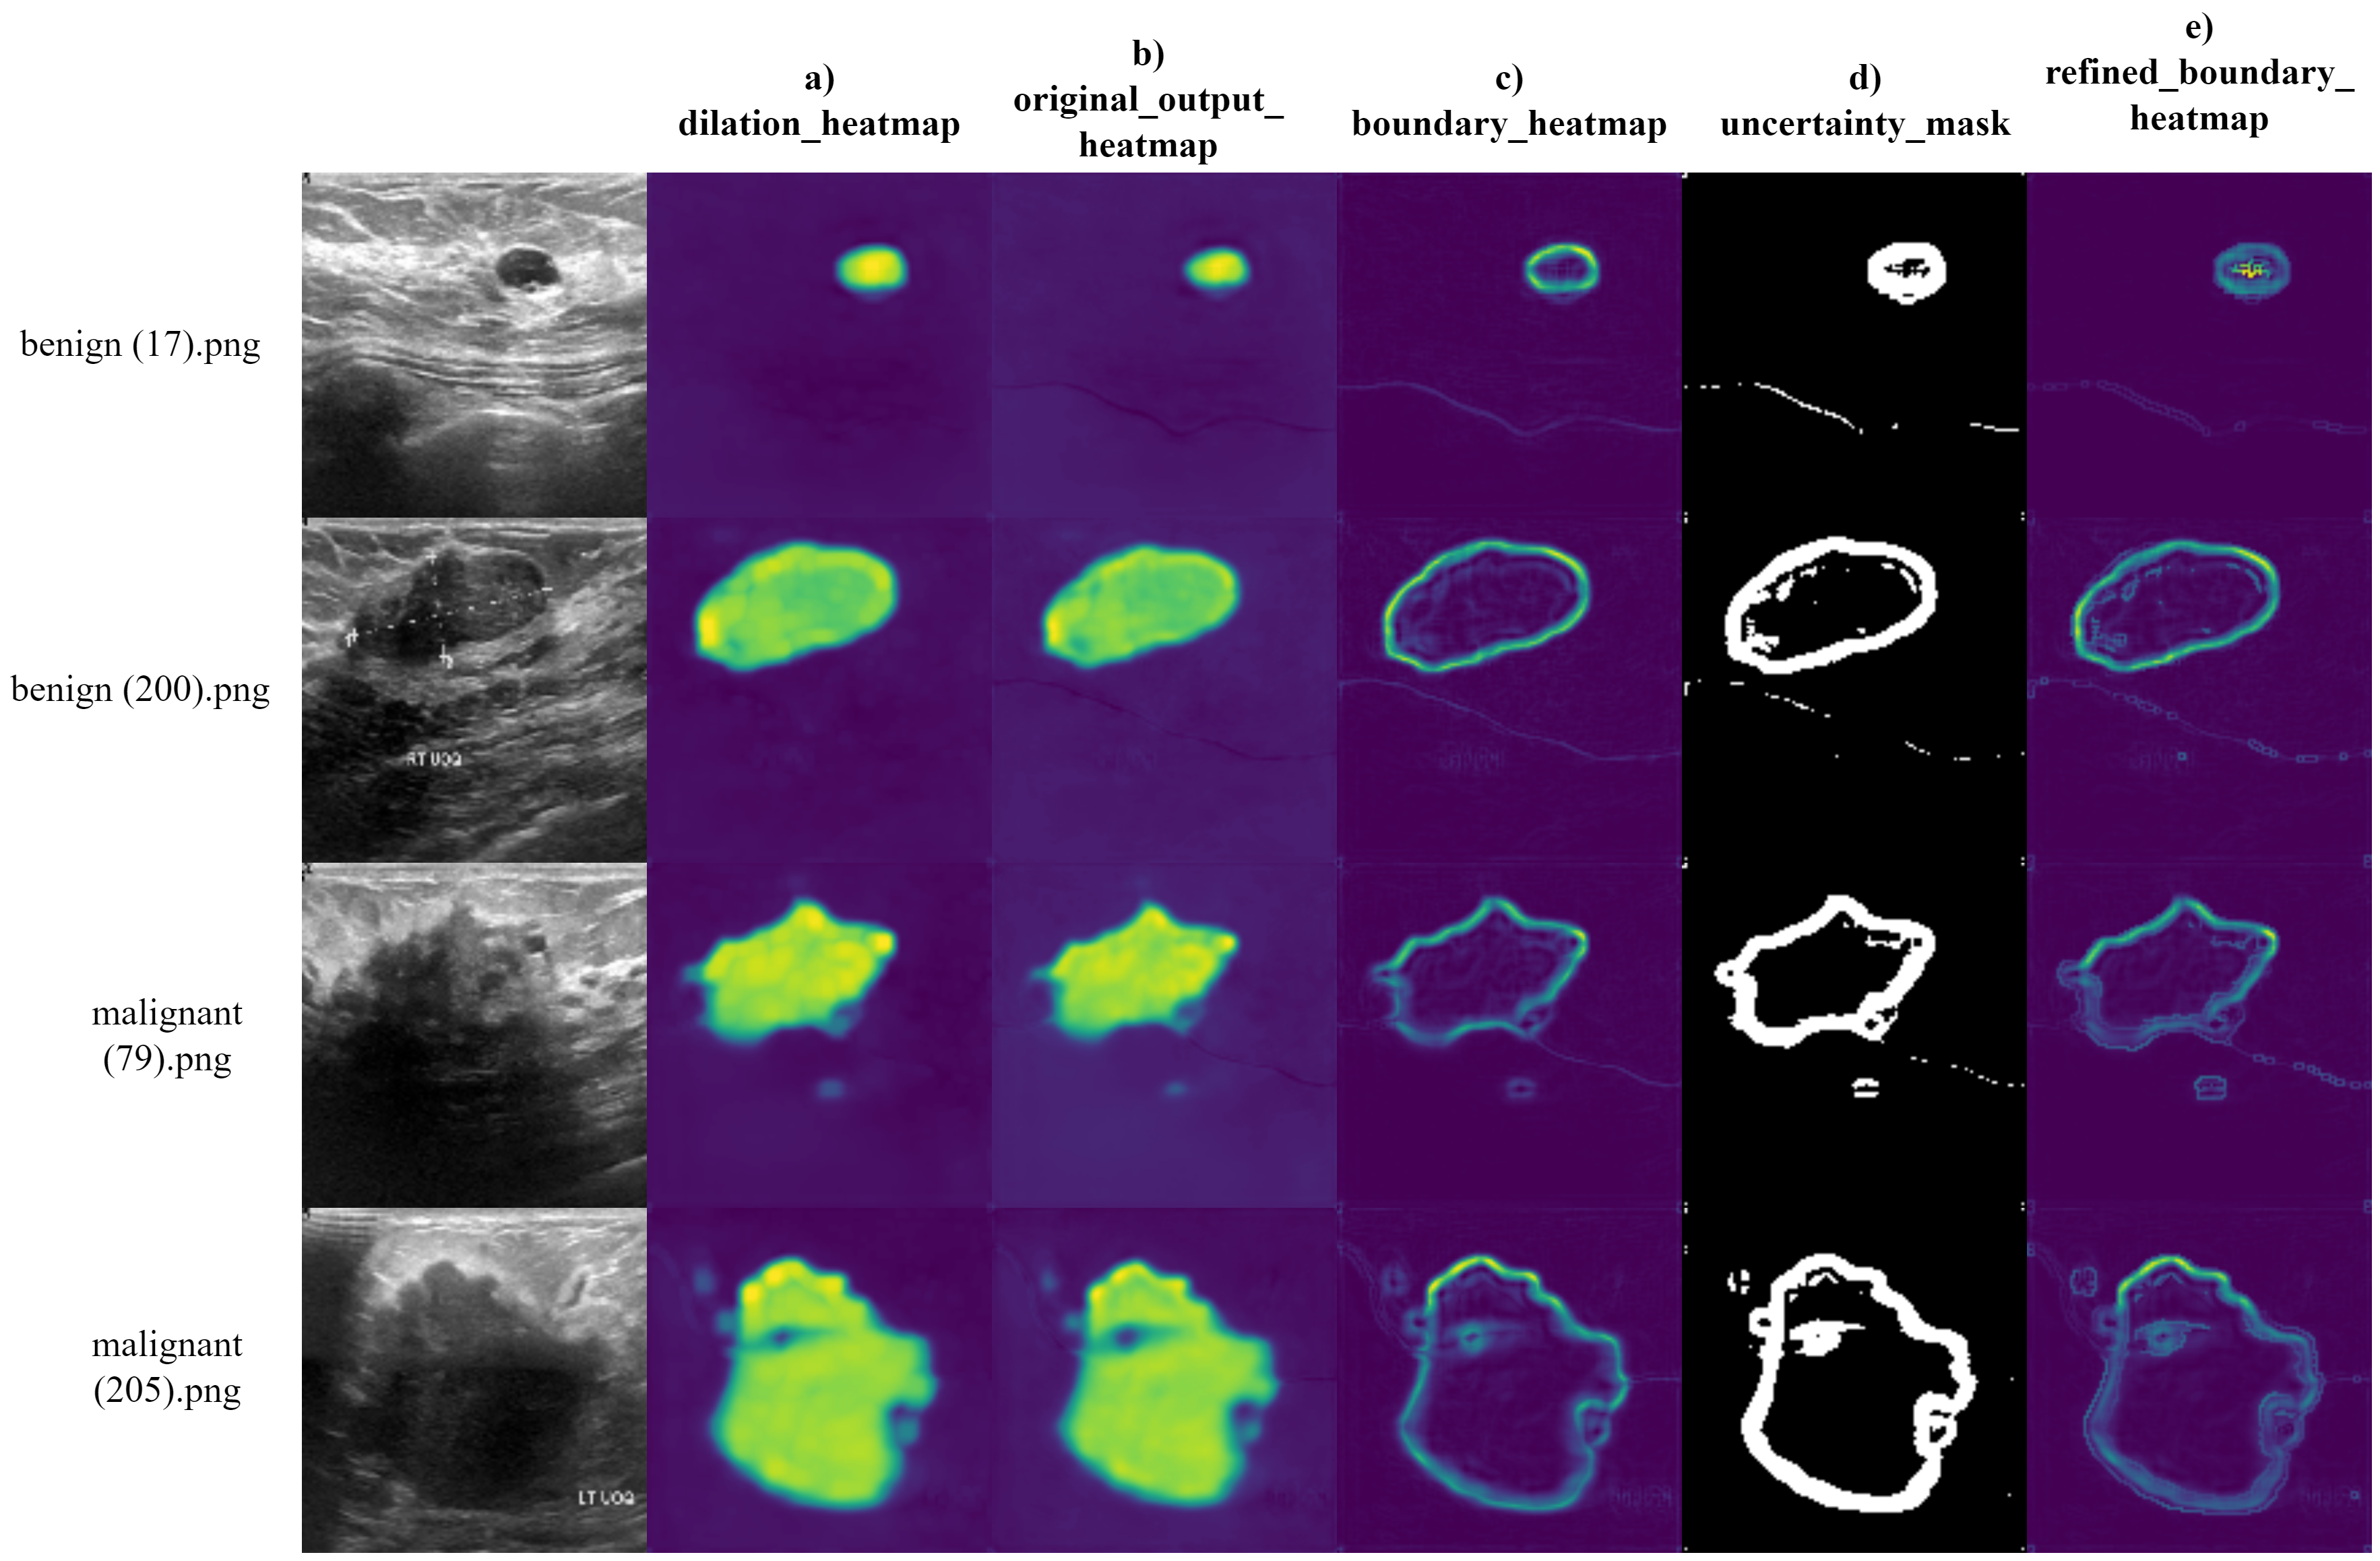 a)
dilation_heatmap
b)
original_output_
heatmap
c)
boundary_heatmap
d)
uncertainty_mask
e)
refined_boundary_
heatmap
benign (17).png
benign (200).png
RT UOQ
malignant
(79).png
malignant
(205).png
LT UOQ